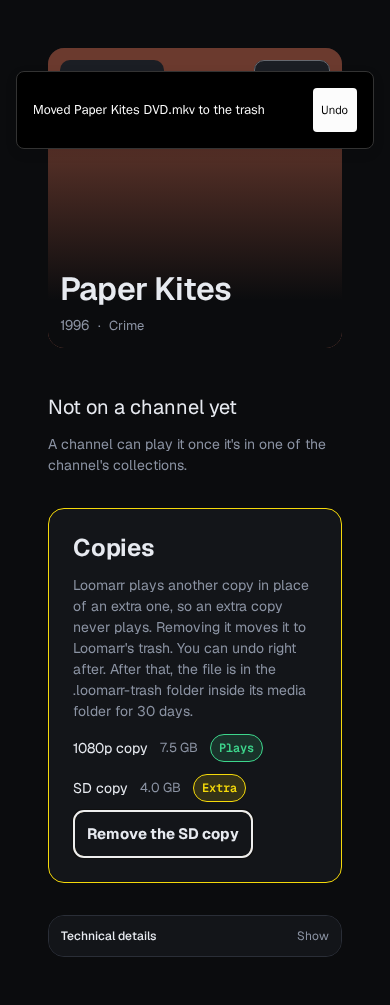 Moved Paper Kites DVD.mkv to the trash
Undo
Paper Kites
1996 · Crime
Not on a channel yet
A channel can play it once it's in one of the
channel's collections.
Copies
Loomarr plays another copy in place
of an extra one, so an extra copy
never plays. Removing it moves it to
Loomarr's trash. You can undo right
after. After that, the file is in the
.loomarr-trash folder inside its media
folder for 30 days.
1080p copy 7.5 GB Plays
SD copy 4.0 GB Extra
Remove the SD copy
Technical details Show